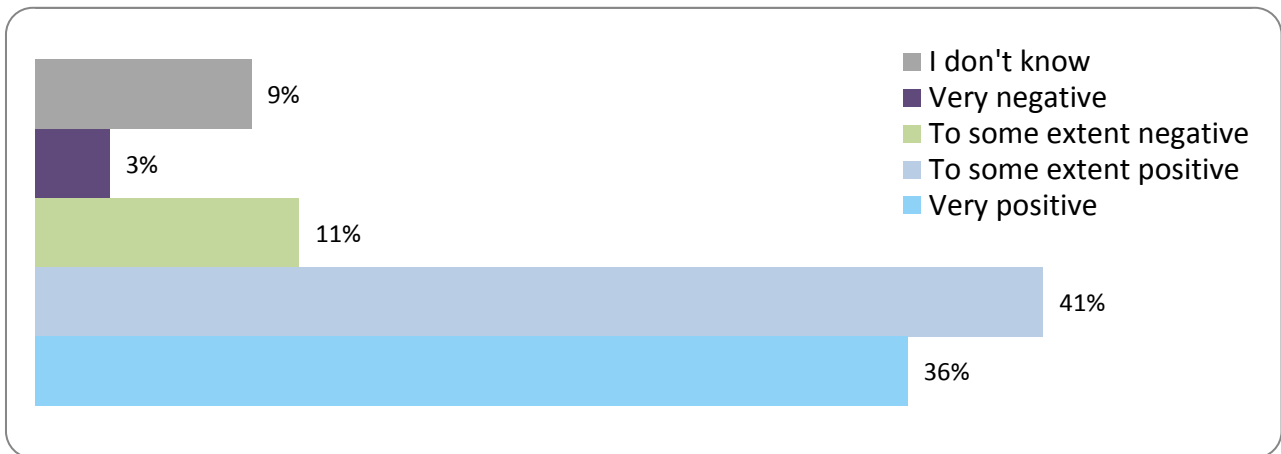 I don't know
9%
Very negative
3%
To some extent negative
To some extent positive
Very positive
11%
41%
36%